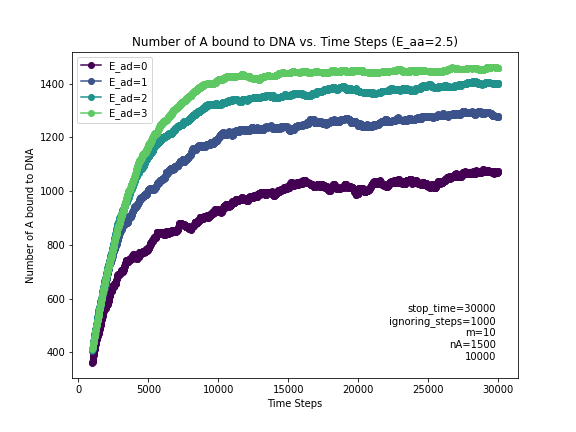 Number of A bound to DNA vs. Time Steps (E_aa=2.5)
E_ad=0
E_ad=1
E_ad=2
E_ad=3
Number of A bound to DNA
1400
1200
1000
800
600
400
stop_time=30000
ignoring_steps=1000
m=10
nA=1500
10000
0
5000
10000
15000
20000
25000
30000
Time Steps